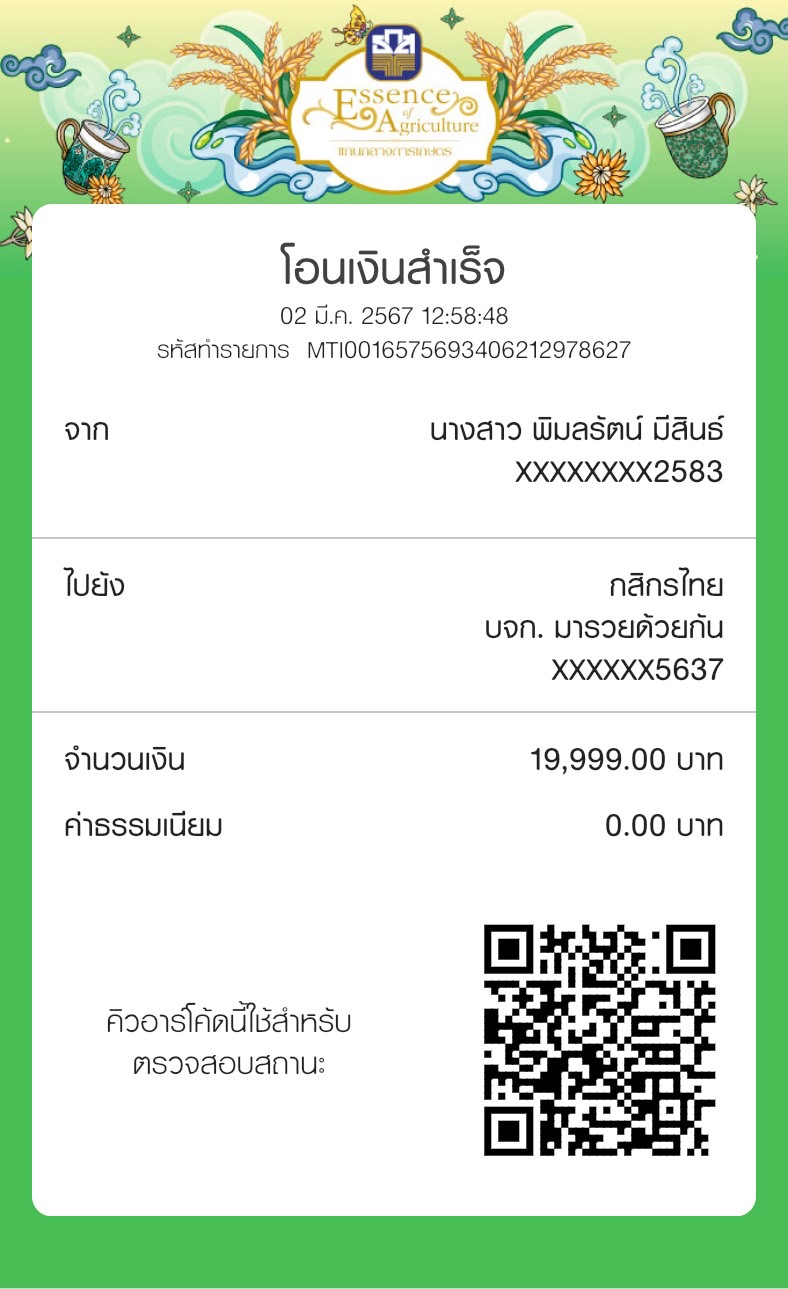 Essence
of
Agriculture
แก่นกลางการเกษตร
โอนเงินสำเร็จ
02 มี.ค. 2567 12:58:48
รหัสทำรายการ MTI0016575693406212978627
จาก นางสาว พิมลรัตน์ มีสินธ์
XXXXXXXX2583
ไปยัง กสิกรไทย
บจก. มารวยด้วยกัน
XXXXXX5637
จำนวนเงิน 19,999.00 บาท
ค่าธรรมเนียม 0.00 บาท
คิวอาร์โค้ดนี้ใช้สำหรับ
ตรวจสอบสถานะ